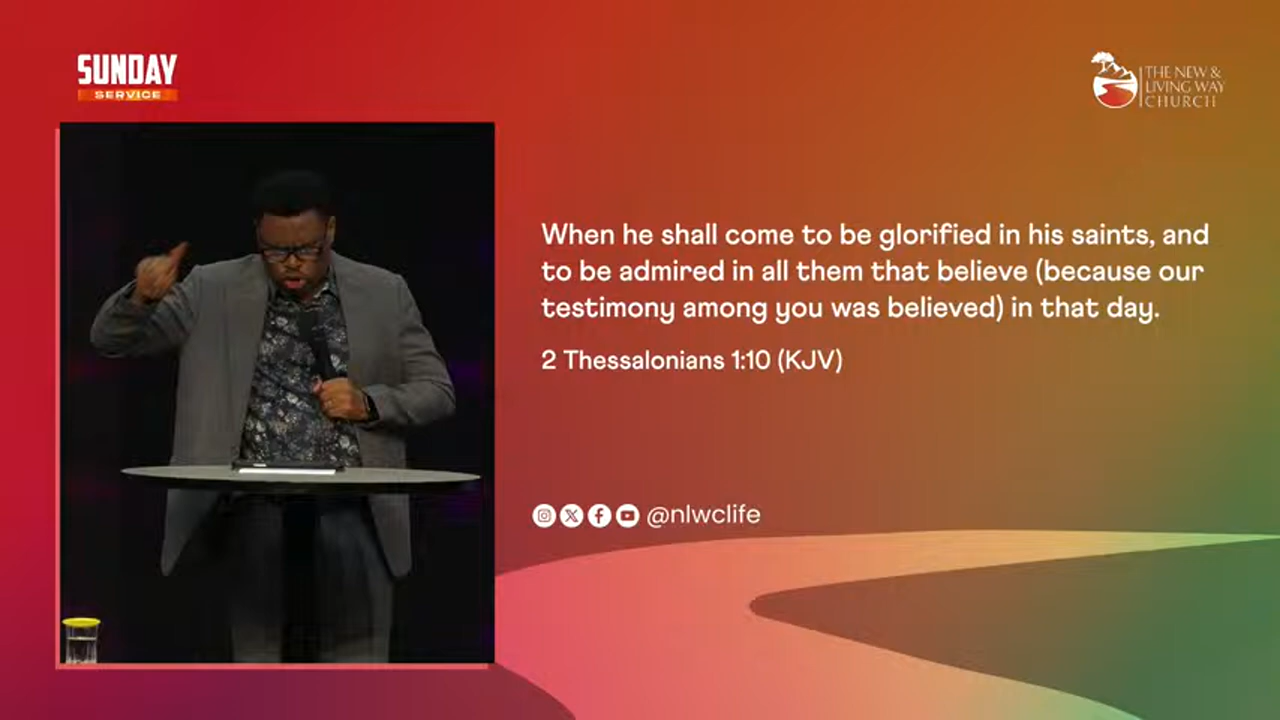 SUNDAY
SERVICE
THE NEW &
LIVING WAY
CHURCH
When he shall come to be glorified in his saints, and
to be admired in all them that believe (because our
testimony among you was believed) in that day.
2 Thessalonians 1:10 (KJV)
@nlwclife